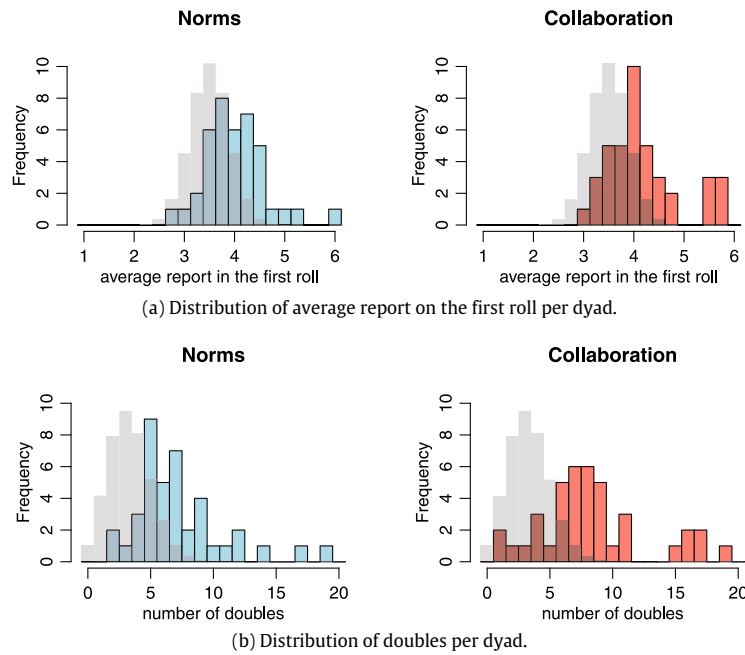 Norms
Collaboration
Frequency
0 2 4 6 8 10
1 2 3 4 5 6
average report in the first roll
Frequency
0 2 4 6 8 10
1 2 3 4 5 6
average report in the first roll
(a) Distribution of average report on the first roll per dyad.
Norms
Collaboration
Frequency
0 2 4 6 8 10
0 5 10 15 20
number of doubles
Frequency
0 2 4 6 8 10
0 5 10 15 20
number of doubles
(b) Distribution of doubles per dyad.